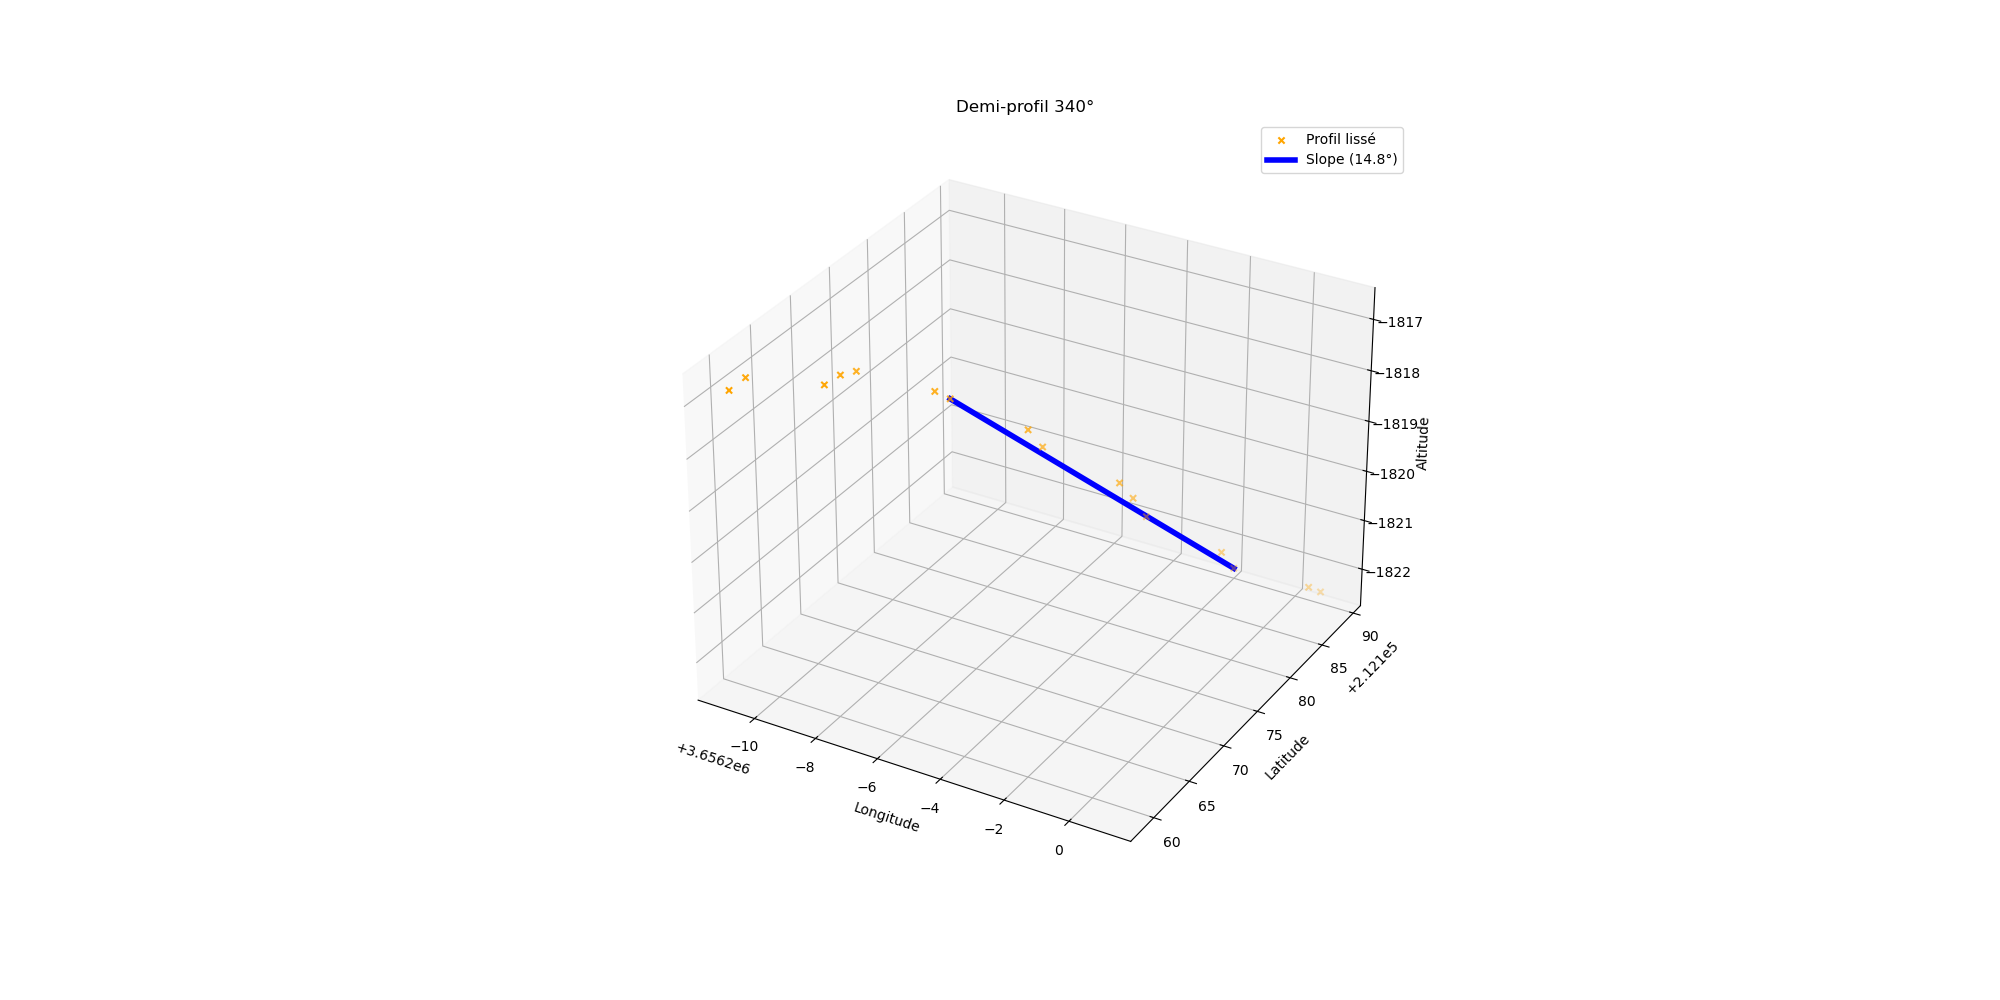 Demi-profil 340°
Profil lissé
Slope (14.8°)
−1817
−1818
−1819
−1820
−1821
−1822
Altitude
90
85
80
75
70
65
60
+2.121e5
Latitude
−10
−8
−6
−4
−2
0
+3.6562e6
Longitude